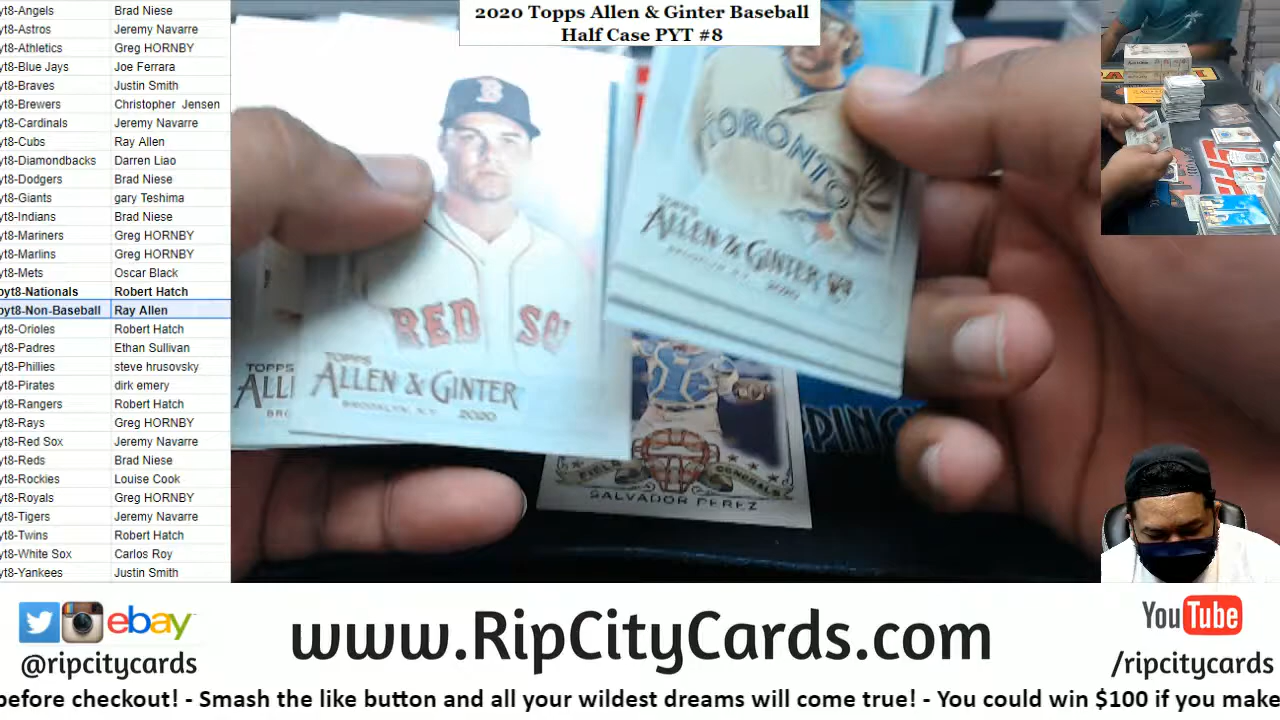 2020 Topps Allen & Ginter Baseball
Half Case PYT #8
yt8-Angels Brad Niese
yt8-Astros Jeremy Navarre
yt8-Athletics Greg HORNBY
yt8-Blue Jays Joe Ferrara
yt8-Braves Justin Smith
yt8-Brewers Christopher Jensen
yt8-Cardinals Jeremy Navarre
yt8-Cubs Ray Allen
yt8-Diamondbacks Darren Liao
yt8-Dodgers Brad Niese
yt8-Giants gary Teshima
yt8-Indians Brad Niese
yt8-Mariners Greg HORNBY
yt8-Marlins Greg HORNBY
yt8-Mets Oscar Black
pyt8-Nationals Robert Hatch
pyt8-Non-Baseball Ray Allen
yt8-Orioles Robert Hatch
yt8-Padres Ethan Sullivan
yt8-Phillies steve hrusovsky
yt8-Pirates dirk emery
yt8-Rangers Robert Hatch
yt8-Rays Greg HORNBY
yt8-Red Sox Jeremy Navarre
yt8-Reds Brad Niese
yt8-Rockies Louise Cook
yt8-Royals Greg HORNBY
yt8-Tigers Jeremy Navarre
yt8-Twins Robert Hatch
yt8-White Sox Carlos Roy
yt8-Yankees Justin Smith
B
RED SO
TOPPS
ALLEN & GINTER
BROOKLYN, N.Y. 2020
TOPPS
ALLI
BRO
TORONTO
TOPPS
ALLEN & GINTER
BROOKLYN, N.Y. 2020
FIELD GENERALS
SALVADOR PEREZ
PPING
ebay
@ripcitycards
www.RipCityCards.com
YouTube
/ripcitycards
before checkout! - Smash the like button and all your wildest dreams will come true! - You could win $100 if you make